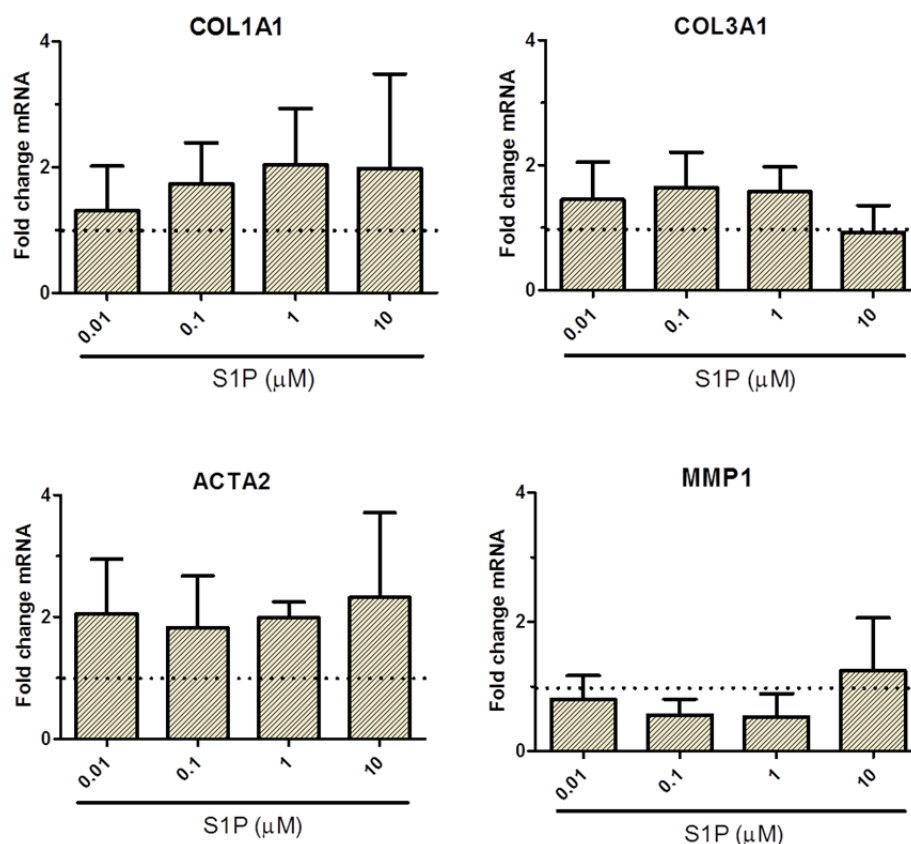 COL1A1
Fold change mRNA
4
2
0
0.01 0.1 1 10
S1P (μM)
COL3A1
Fold change mRNA
4
2
0
0.01 0.1 1 10
S1P (μM)
ACTA2
Fold change mRNA
4
2
0
0.01 0.1 1 10
S1P (μM)
MMP1
Fold change mRNA
4
2
0
0.01 0.1 1 10
S1P (μM)